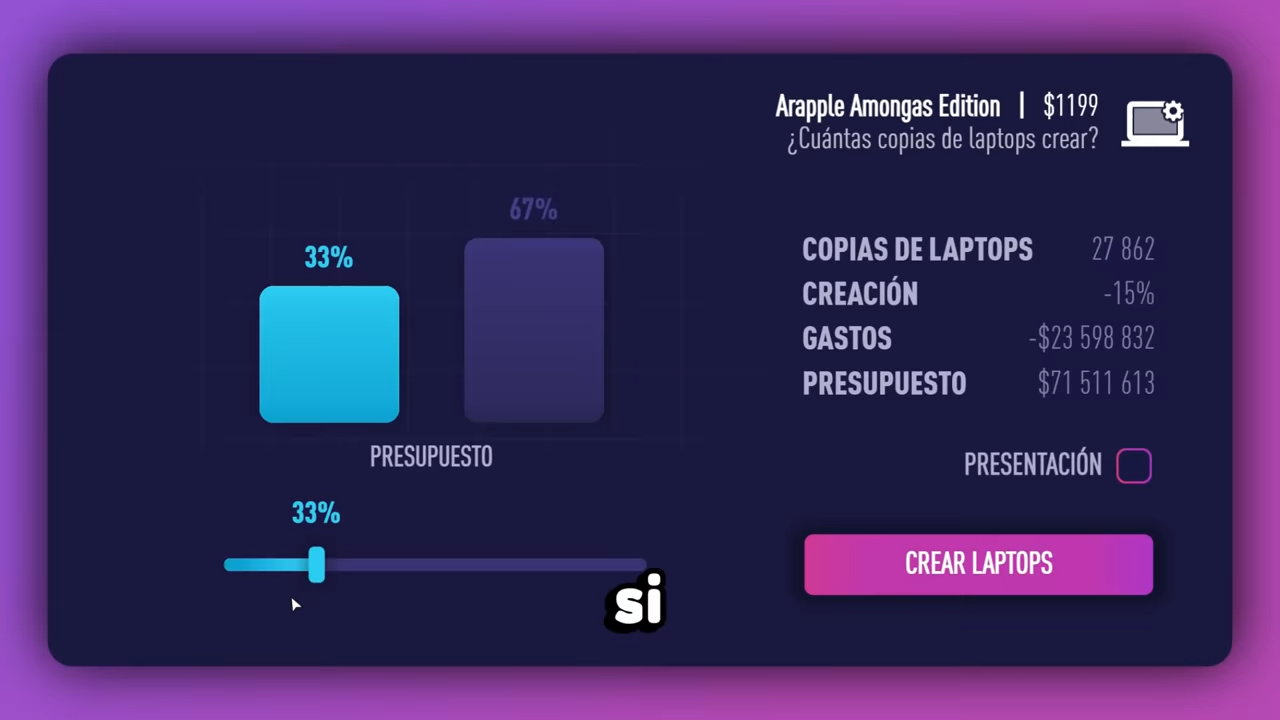 Arapple Amongas Edition | $1199
¿Cuántas copias de laptops crear?
67%
33%
PRESUPUESTO
33%
COPIAS DE LAPTOPS 27 862
CREACIÓN -15%
GASTOS -$23 598 832
PRESUPUESTO $71 511 613
PRESENTACIÓN
CREAR LAPTOPS
si